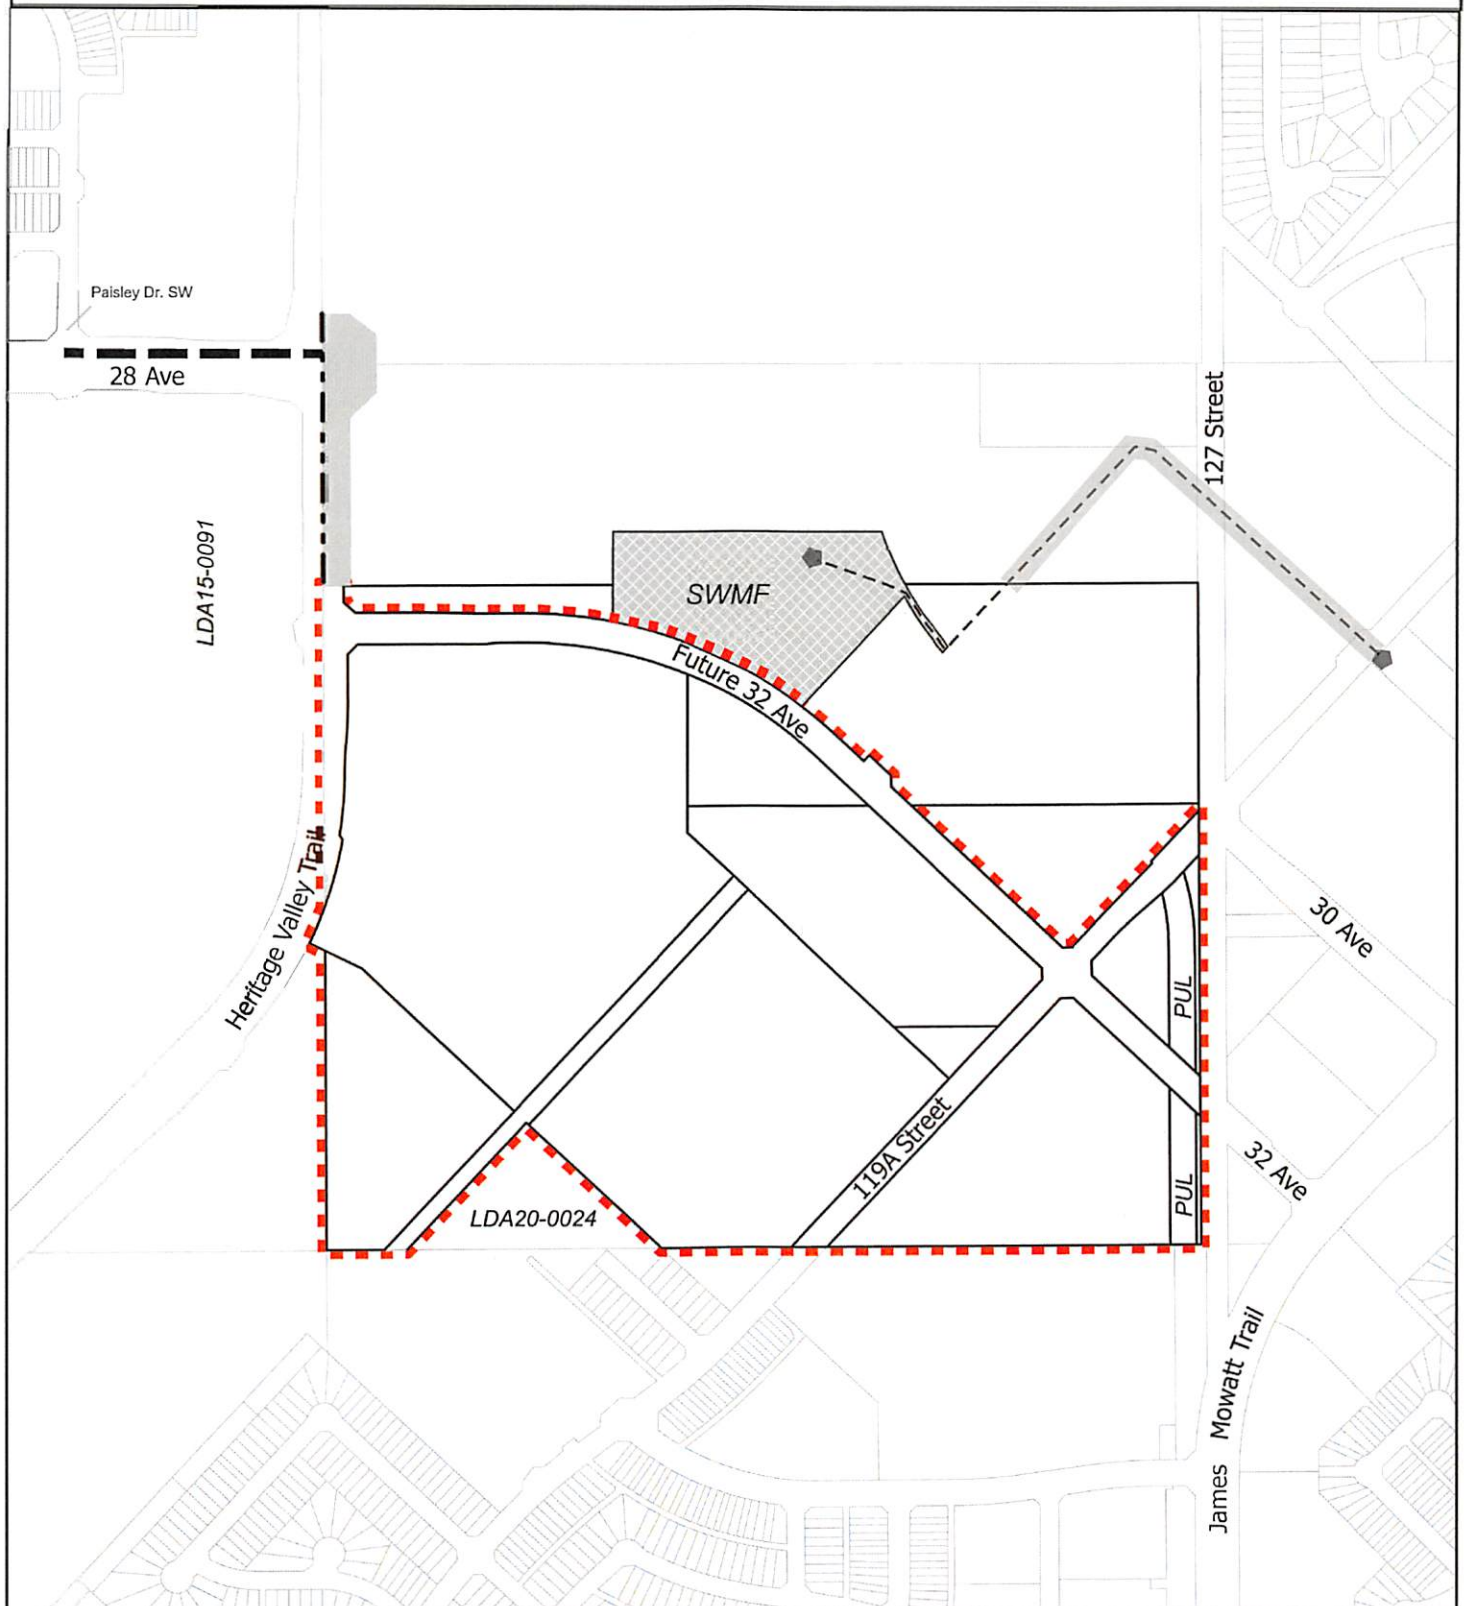 Paisley Dr. SW
28 Ave
127 Street
LDA15-0091
SWMF
Future 32 Ave
Heritage Valley Trail
30 Ave
PUL
119A Street
32 Ave
PUL
LDA20-0024
James Mowatt Trail